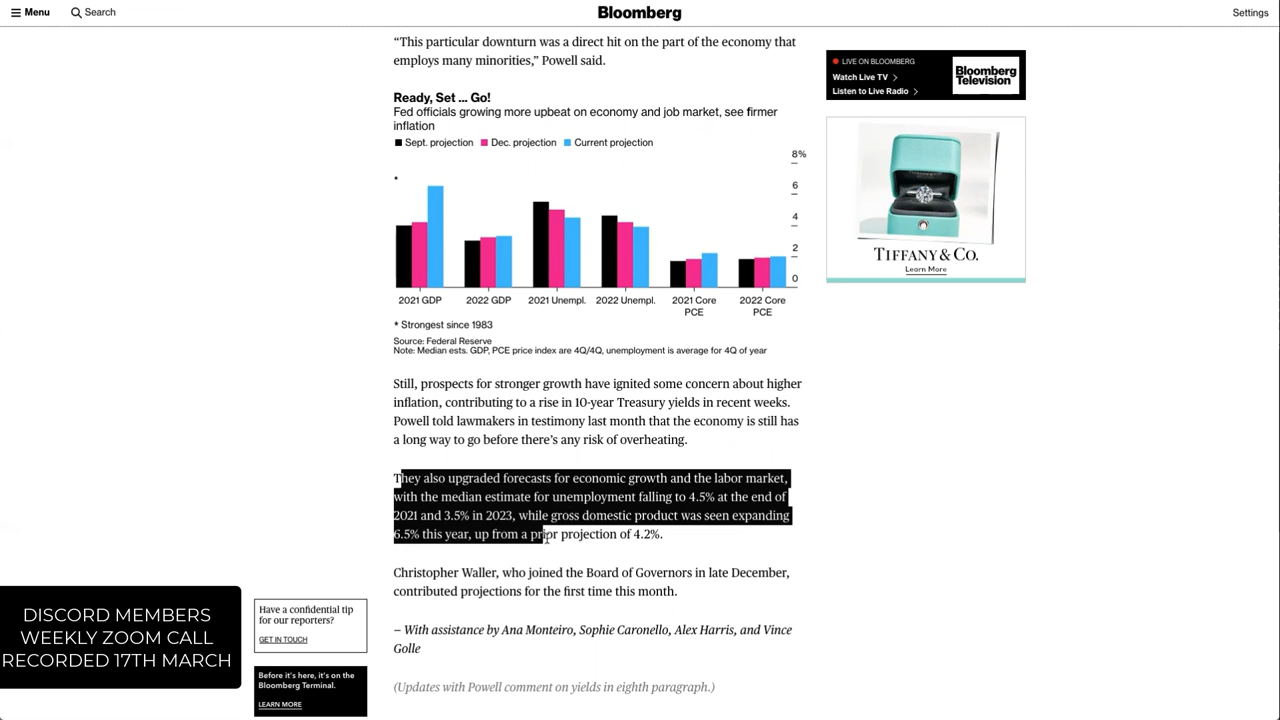 Menu
Search
Bloomberg
Settings
“This particular downturn was a direct hit on the part of the economy that
employs many minorities,” Powell said.
Ready, Set ... Go!
Fed officials growing more upbeat on economy and job market, see firmer
inflation
Sept. projection
Dec. projection
Current projection
8%
*
6
4
2
0
2021 GDP
2022 GDP
2021 Unempl.
2022 Unempl.
2021 Core
PCE
2022 Core
PCE
* Strongest since 1983
Source: Federal Reserve
Note: Median ests. GDP, PCE price index are 4Q/4Q, unemployment is average for 4Q of year
Still, prospects for stronger growth have ignited some concern about higher
inflation, contributing to a rise in 10-year Treasury yields in recent weeks.
Powell told lawmakers in testimony last month that the economy is still has
a long way to go before there’s any risk of overheating.
They also upgraded forecasts for economic growth and the labor market,
with the median estimate for unemployment falling to 4.5% at the end of
2021 and 3.5% in 2023, while gross domestic product was seen expanding
6.5% this year, up from a prior projection of 4.2%.
Christopher Waller, who joined the Board of Governors in late December,
contributed projections for the first time this month.
– With assistance by Ana Monteiro, Sophie Caronello, Alex Harris, and Vince
Golle
(Updates with Powell comment on yields in eighth paragraph.)
LIVE ON BLOOMBERG
Watch Live TV
Listen to Live Radio
Bloomberg
Television
TIFFANY & CO.
Learn More
DISCORD MEMBERS
WEEKLY ZOOM CALL
RECORDED 17TH MARCH
Have a confidential tip
for our reporters?
GET IN TOUCH
Before it's here, it's on the
Bloomberg Terminal.
LEARN MORE